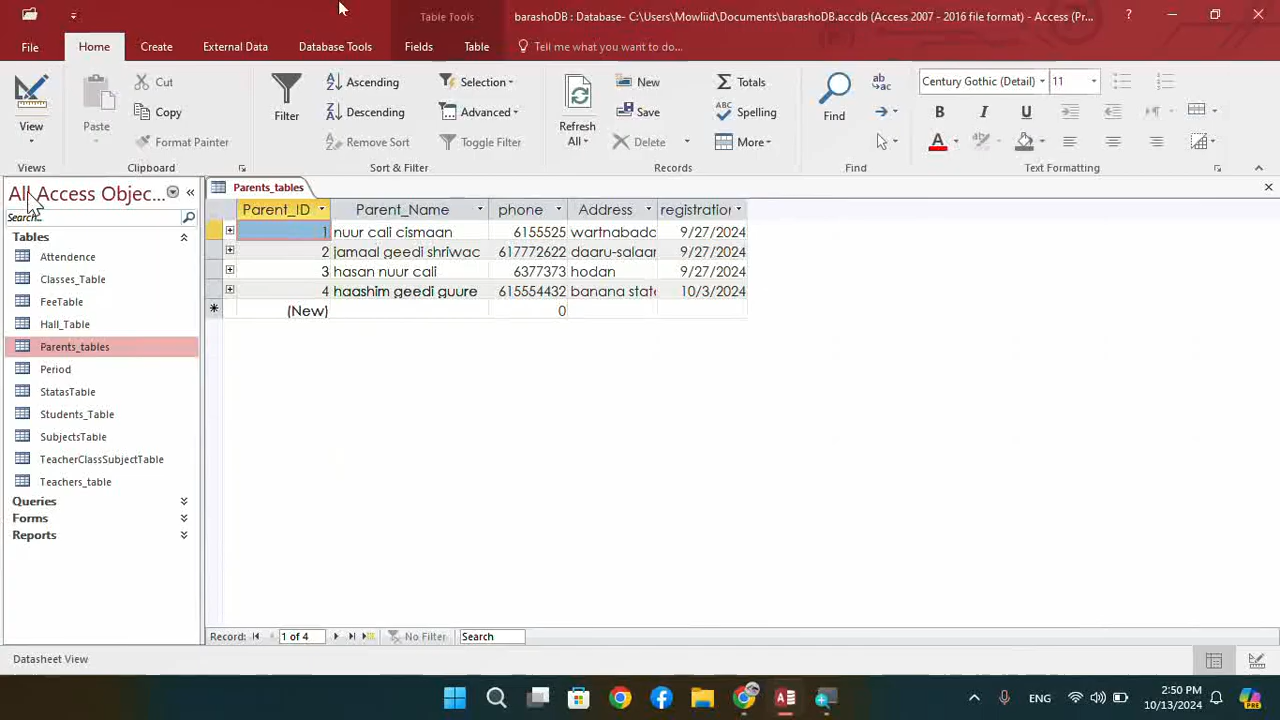 Table Tools
barashoDB : Database- C:\Users\Mowliid\Documents\barashoDB.accdb (Access 2007 - 2016 file format) - Access (Pr...
File Home Create External Data Database Tools Fields Table Tell me what you want to do...
View
Views
Paste
Cut
Copy
Format Painter
Clipboard
Filter
Ascending
Descending
Remove Sort
Selection
Advanced
Toggle Filter
Sort & Filter
Refresh
All
New
Save
Delete
Totals
Spelling
More
Records
Find
Find
Century Gothic (Detail) 11
Text Formatting
All Access Objec...
Search..
Tables
Attendence
Classes_Table
FeeTable
Hall_Table
Parents_tables
Period
StatasTable
Students_Table
SubjectsTable
TeacherClassSubjectTable
Teachers_table
Queries
Forms
Reports
Parents_tables
Parent_ID Parent_Name phone Address registration
1 nuur cali cismaan 6155525 wartnabada 9/27/2024
2 jamaal geedi shriwac 617772622 daaru-salaar 9/27/2024
3 hasan nuur cali 6377373 hodan 9/27/2024
4 haashim geedi guure 615554432 banana state 10/3/2024
(New) 0
Record: 1 of 4 No Filter Search
Datasheet View
ENG
2:50 PM
10/13/2024
PRE